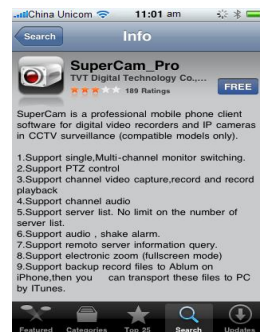 China Unicom 11:01 am
Search Info
SuperCam_Pro
TVT Digital Technology Co.,...
189 Ratings FREE
SuperCam is a professional mobile phone client
software for digital video recorders and IP cameras
in CCTV surveillance (compatible models only).
1.Support single,Multi-channel monitor switching.
2.Support PTZ control
3.Support channel video capture,record and record
playback
4.Support channel audio
5.Support server list. No limit on the number of
server list.
6.Support audio , shake alarm.
7.Support remoto server information query.
8.Support electronic zoom (fullscreen mode)
9.Support backup record files to Ablum on
iPhone,then you can transport these files to PC
by ITunes.
Featured Categories Top 25 Search Updates